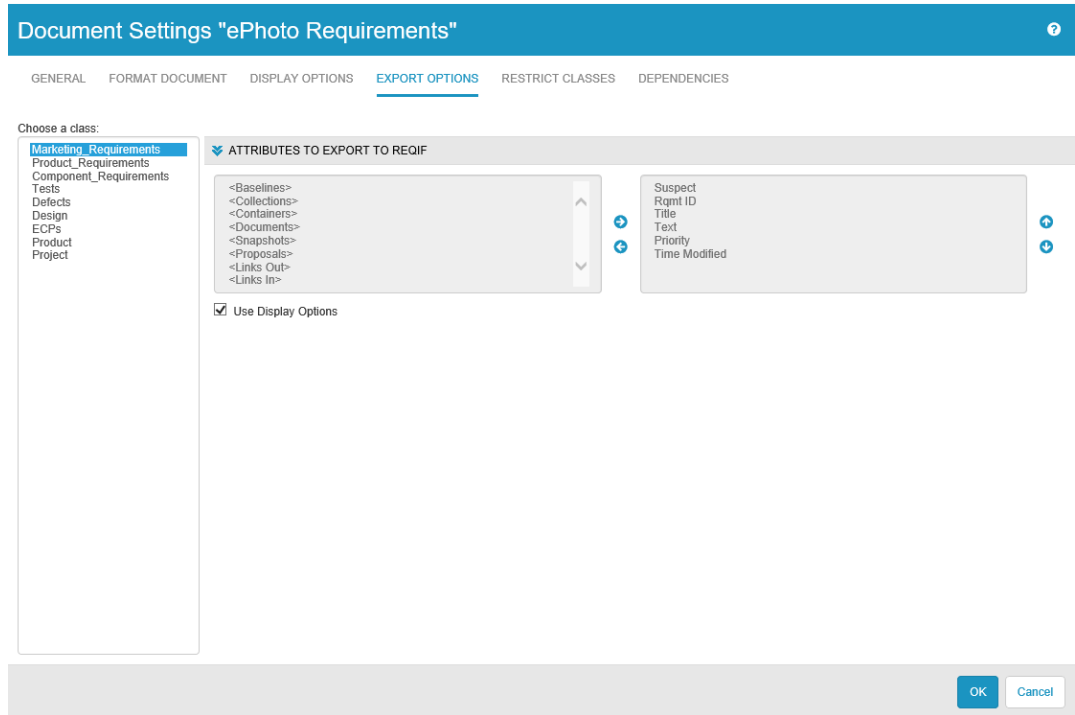 Document Settings "ePhoto Requirements"
GENERAL FORMAT DOCUMENT DISPLAY OPTIONS EXPORT OPTIONS RESTRICT CLASSES DEPENDENCIES
Choose a class:
Marketing_Requirements
Product_Requirements
Component_Requirements
Tests
Defects
Design
ECPs
Product
Project
ATTRIBUTES TO EXPORT TO REQIF
<Baselines>
<Collections>
<Containers>
<Documents>
<Snapshots>
<Proposals>
<Links Out>
<Links In>
Suspect
Rqmt ID
Title
Text
Priority
Time Modified
Use Display Options
OK Cancel